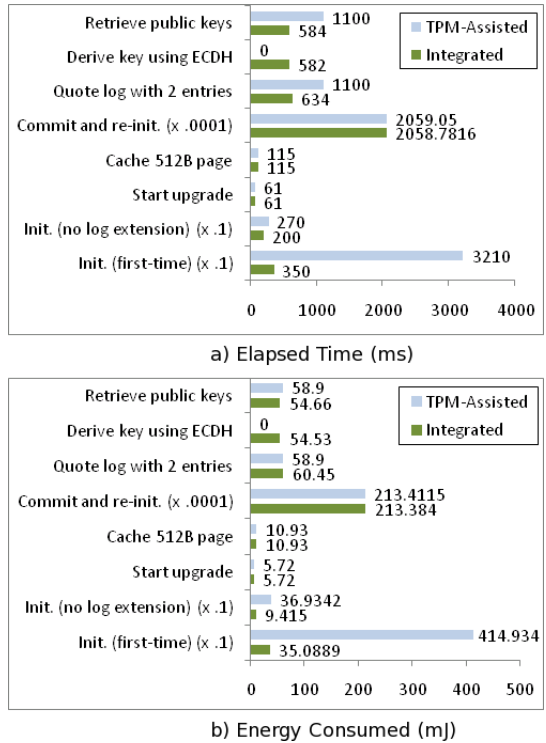 TPM-Assisted
Integrated
Retrieve public keys
1100
584
Derive key using ECDH
0
582
Quote log with 2 entries
1100
634
Commit and re-init. (x .0001)
2059.05
2058.7816
Cache 512B page
115
115
Start upgrade
61
61
Init. (no log extension) (x .1)
270
200
Init. (first-time) (x .1)
3210
350
0 1000 2000 3000 4000
a) Elapsed Time (ms)
TPM-Assisted
Integrated
Retrieve public keys
58.9
54.66
Derive key using ECDH
0
54.53
Quote log with 2 entries
58.9
60.45
Commit and re-init. (x .0001)
213.4115
213.384
Cache 512B page
10.93
10.93
Start upgrade
5.72
5.72
Init. (no log extension) (x .1)
36.9342
9.415
Init. (first-time) (x .1)
414.934
35.0889
0 100 200 300 400 500
b) Energy Consumed (mJ)